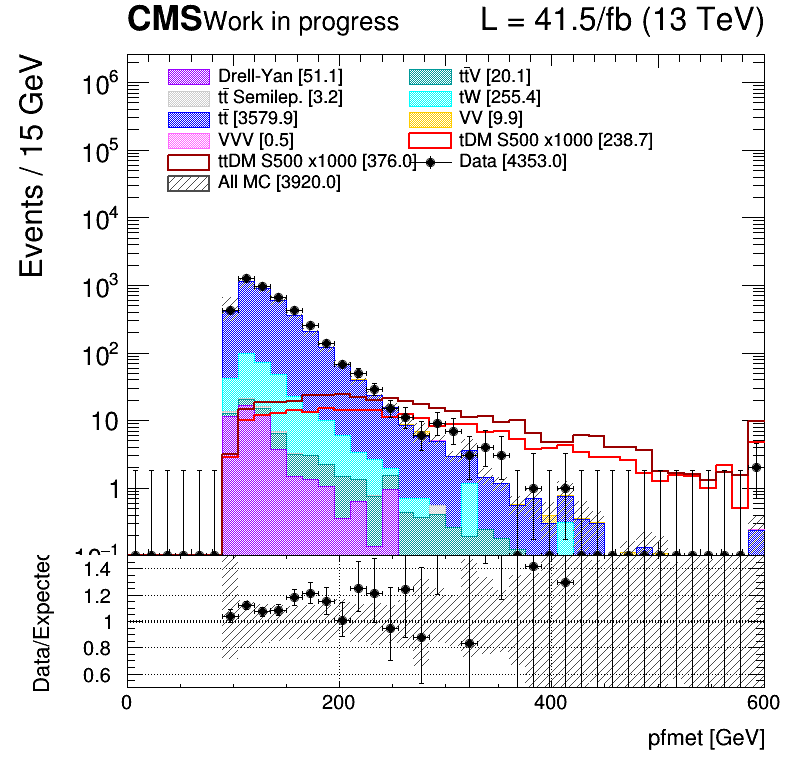 CMS Work in progress L = 41.5/fb (13 TeV)
Events / 15 GeV
Drell-Yan [51.1] tt̄V [20.1]
tt̄ Semilep. [3.2] tW [255.4]
tt̄ [3579.9] VV [9.9]
VVV [0.5] tDM S500 x1000 [238.7]
ttDM S500 x1000 [376.0] Data [4353.0]
All MC [3920.0]
10⁶
10⁵
10⁴
10³
10²
10
1
10⁻¹
Data/Expected
1.4
1.2
1
0.8
0.6
0 200 400 600
pfmet [GeV]